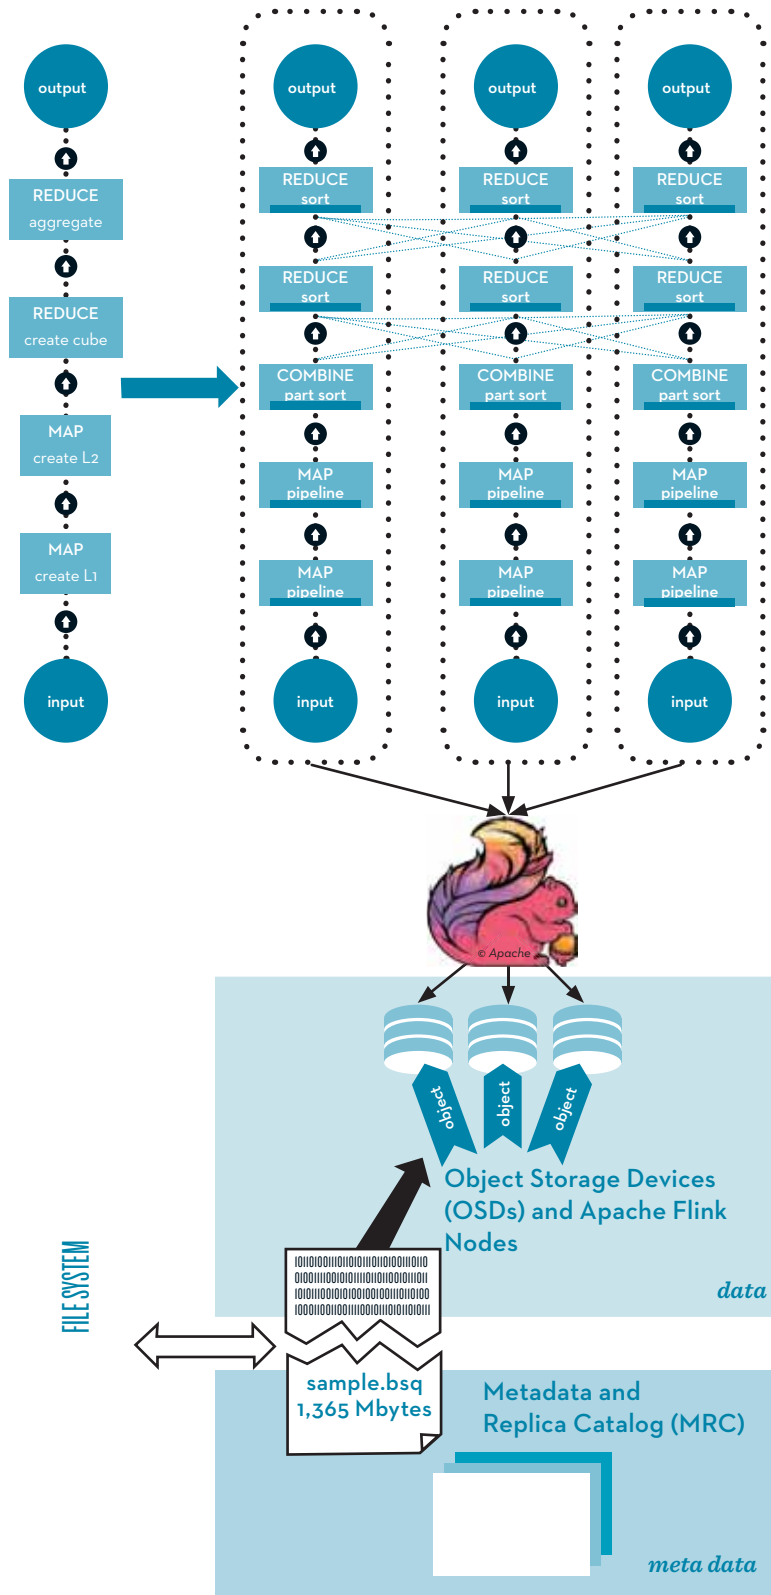 output
REDUCE
aggregate
REDUCE
create cube
MAP
create L2
MAP
create L1
input
output
REDUCE
sort
REDUCE
sort
COMBINE
part sort
MAP
pipeline
MAP
pipeline
input
output
REDUCE
sort
REDUCE
sort
COMBINE
part sort
MAP
pipeline
MAP
pipeline
input
output
REDUCE
sort
REDUCE
sort
COMBINE
part sort
MAP
pipeline
MAP
pipeline
input
© Apache
object
object
object
Object Storage Devices
(OSDs) and Apache Flink
Nodes
data
FILE SYSTEM
sample.bsq
1,365 Mbytes
Metadata and
Replica Catalog (MRC)
meta data